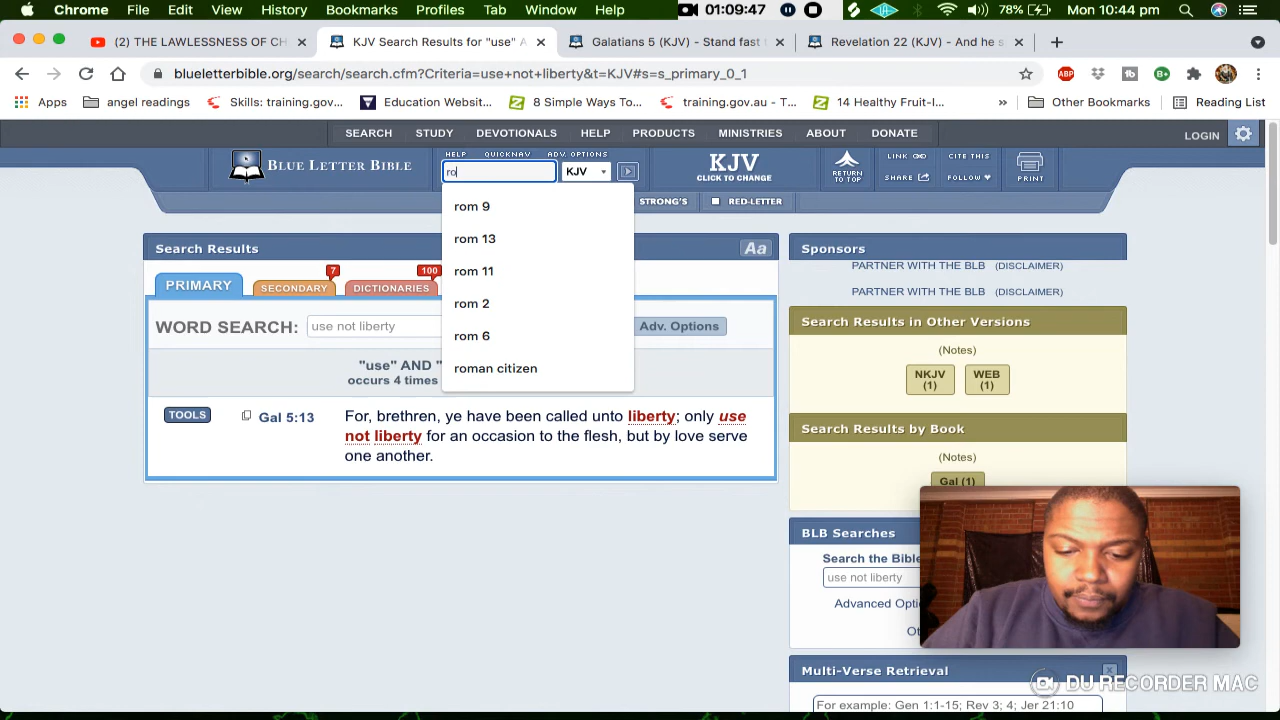 Chrome File Edit View History Bookmarks Profiles Tab Window Help 01:09:47 78% Mon 10:44 pm
(2) THE LAWLESSNESS OF CH × KJV Search Results for "use" A × Galatians 5 (KJV) - Stand fast t × Revelation 22 (KJV) - And he s × +
blueletterbible.org/search/search.cfm?Criteria=use+not+liberty&t=KJV#s=s_primary_0_1 ABP
Apps angel readings Skills: training.gov... Education Websit... 8 Simple Ways To... training.gov.au - T... 14 Healthy Fruit-I... » Other Bookmarks Reading List
SEARCH STUDY DEVOTIONALS HELP PRODUCTS MINISTRIES ABOUT DONATE LOGIN
HELP QUICKNAV ADV. OPTIONS
BLUE LETTER BIBLE ro KJV
KJV
CLICK TO CHANGE
RETURN
TO TOP
LINK CITE THIS
SHARE FOLLOW PRINT
STRONG'S RED-LETTER
rom 9
rom 13
rom 11
rom 2
rom 6
roman citizen
Search Results Aa
7 100
PRIMARY SECONDARY DICTIONARIES
WORD SEARCH: use not liberty Adv. Options
"use" AND "
occurs 4 times
TOOLS Gal 5:13 For, brethren, ye have been called unto liberty; only use
not liberty for an occasion to the flesh, but by love serve
one another.
Sponsors
PARTNER WITH THE BLB (DISCLAIMER)
PARTNER WITH THE BLB (DISCLAIMER)
Search Results in Other Versions
(Notes)
NKJV WEB
(1) (1)
Search Results by Book
(Notes)
Gal (1)
BLB Searches
Search the Bible
use not liberty
Advanced Optio
Ot
Multi-Verse Retrieval x
For example: Gen 1:1-15; Rev 3; 4; Jer 21:10
DU RECORDER MAC